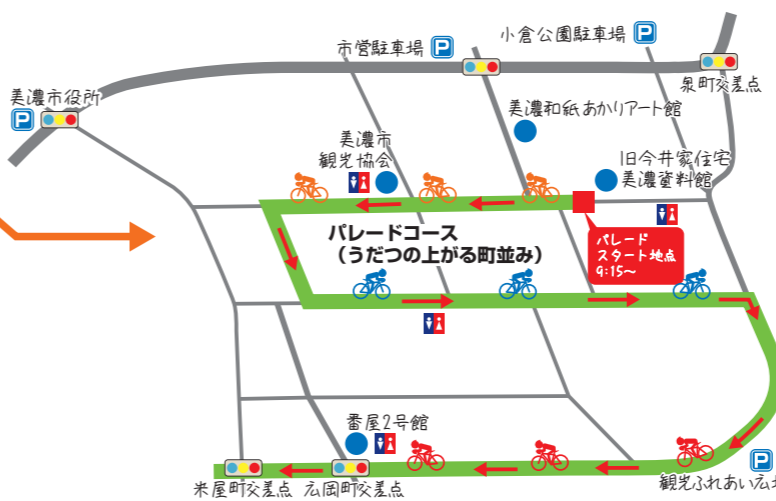 小倉公園駐車場 P
市営駐車場 P
泉町交差点
美濃市役所
P
美濃和紙あかりアート館
美濃市
観光協会
旧今井家住宅
美濃資料館
パレードコース
(うだつの上がる町並み)
パレード
スタート地点
9:15~
番屋2号館
P
米屋町交差点
広岡町交差点
観光ふれあい広場